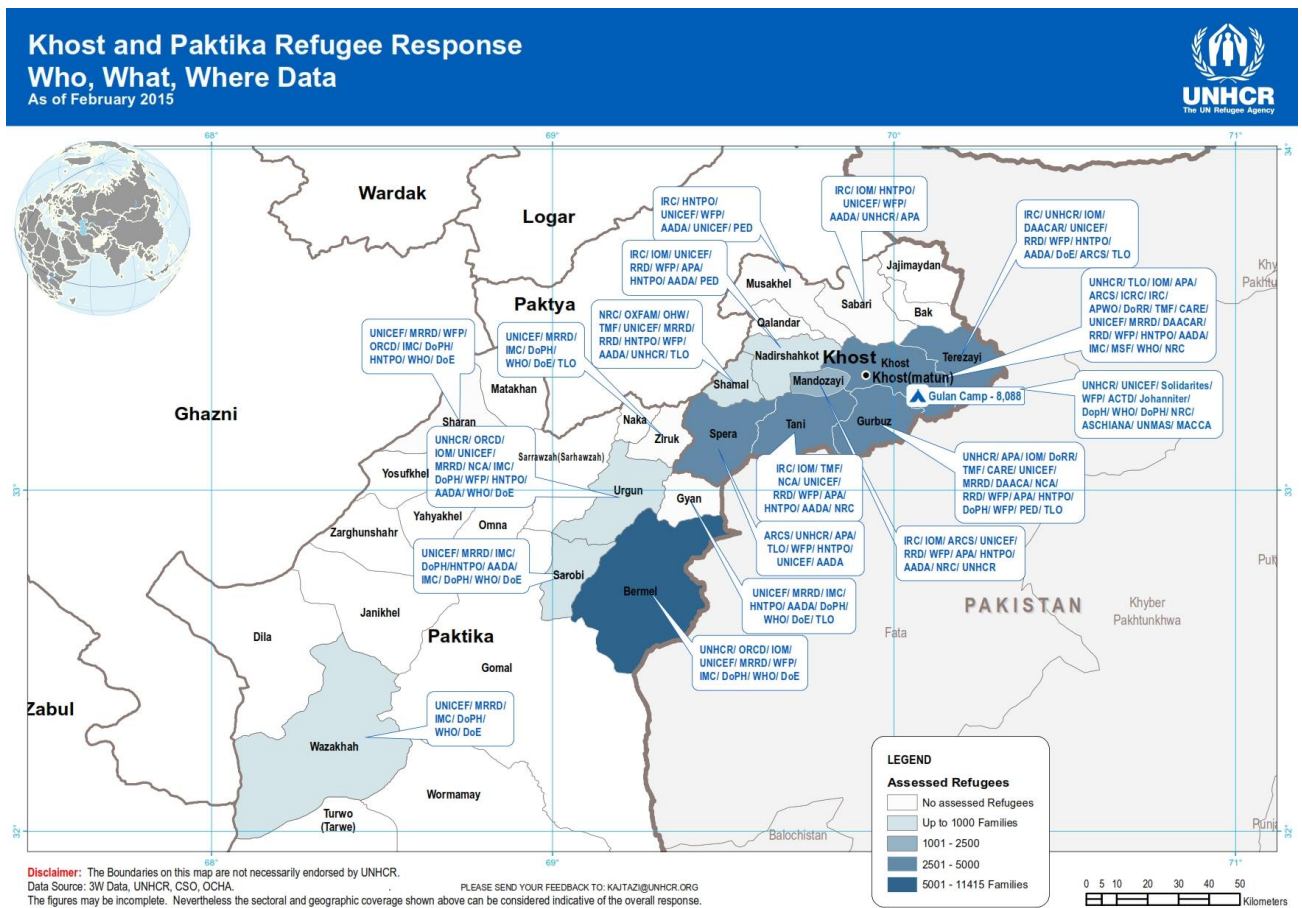 Khost and Paktika Refugee Response
Who, What, Where Data
As of February 2015
UNHCR
The UN Refugee Agency
68°
69°
70°
71°
34°
Wardak
Logar
Paktya
Ghazni
Zabul
Khost
Paktika
IRC/ HNTPO/
UNICEF/ WFP/
AADA/ UNICEF/ PED
IRC/ IOM/ HNTPO/
UNICEF/ WFP/
AADA/ UNHCR/ APA
IRC/ UNHCR/ IOM/
DAACAR/ UNICEF/
RRD/ WFP/ HNTPO/
AADA/ DoE/ ARCS/ TLO
IRC/ IOM/ UNICEF/
RRD/ WFP/ APA/
HNTPO/ AADA/ PED
UNHCR/ TLO/ IOM/ APA/
ARCS/ ICRC/ IRC/
APWO/ DoRR/ TMF/ CARE/
UNICEF/ MRRD/ DAACAR/
RRD/ WFP/ HNTPO/ AADA/
IMC/ MSF/ WHO/ NRC
NRC/ OXFAM/ OHW/
TMF/ UNICEF/ MRRD/
RRD/ HNTPO/ WFP/
AADA/ UNHCR/ TLO
UNICEF/ MRRD/ WFP/
ORCD/ IMC/ DoPH/
HNTPO/ WHO/ DoE
UNICEF/ MRRD/
IMC/ DoPH/
WHO/ DoE/ TLO
UNHCR/ UNICEF/ Solidarites/
WFP/ ACTD/ Johanniter/
DopH/ WHO/ DoPH/ NRC/
ASCHIANA/ UNMAS/ MACCA
Jajimaydan
Musakhel
Sabari
Bak
Qalandar
Nadirshahkot
Khost
Terezayi
Khost(matun)
Mandozayi
Shamal
Gulan Camp - 8,088
Matakhan
Sharan
Naka
Ziruk
Spera
Tani
Gurbuz
UNHCR/ ORCD/
IOM/ UNICEF/
MRRD/ NCA/ IMC/
DoPH/ WFP/ HNTPO/
AADA/ WHO/ DoE
Sarrawzah(Sarhawzah)
Yosufkhel
Urgun
Gyan
IRC/ IOM/ TMF/
NCA/ UNICEF/
RRD/ WFP/ APA/
HNTPO/ AADA/ NRC
UNHCR/ APA/ IOM/ DoRR/
TMF/ CARE/ UNICEF/
MRRD/ DAACA/ NCA/
RRD/ WFP/ APA/ HNTPO/
DoPH/ WFP/ PED/ TLO
33°
33°
Yahyakhel
Omna
Zarghunshahr
ARCS/ UNHCR/ APA/
TLO/ WFP/ HNTPO/
UNICEF/ AADA
IRC/ IOM/ ARCS/ UNICEF/
RRD/ WFP/ APA/ HNTPO/
AADA/ NRC/ UNHCR
UNICEF/ MRRD/ IMC/
DoPH/HNTPO/ AADA/
IMC/ DoPH/ WHO/ DoE
Sarobi
Bermel
UNICEF/ MRRD/ IMC/
HNTPO/ AADA/ DoPH/
WHO/ DoE/ TLO
PAKISTAN
Khyber
Pakhtunkhwa
Fata
Janikhel
Dila
Gomal
UNHCR/ ORCD/ IOM/
UNICEF/ MRRD/ WFP/
IMC/ DoPH/ WHO/ DoE
UNICEF/ MRRD/
IMC/ DoPH/
WHO/ DoE
Wazakhah
Wormamay
Turwo
(Tarwe)
Balochistan
LEGEND
Assessed Refugees
No assessed Refugees
Up to 1000 Families
1001 - 2500
2501 - 5000
5001 - 11415 Families
32°
32°
68°
69°
71°
Disclaimer: The Boundaries on this map are not necessarily endorsed by UNHCR.
Data Source: 3W Data, UNHCR, CSO, OCHA.
PLEASE SEND YOUR FEEDBACK TO: KAJTAZI@UNHCR.ORG
The figures may be incomplete. Nevertheless the sectoral and geographic coverage shown above can be considered indicative of the overall response.
0 5 10 20 30 40 50
Kilometers